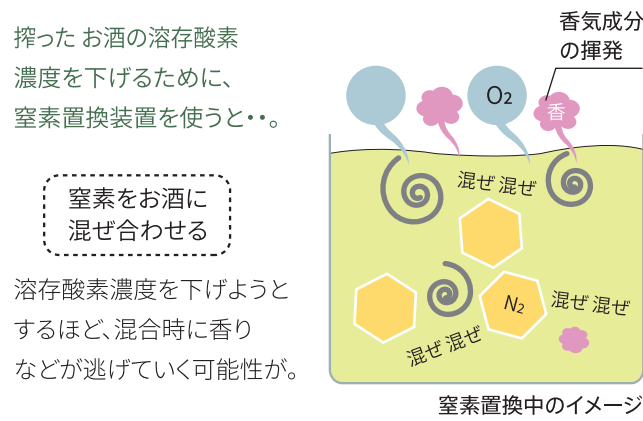 搾った お酒の溶存酸素
濃度を下げるために、
窒素置換装置を使うと・・。
窒素をお酒に
混ぜ合わせる
溶存酸素濃度を下げようと
するほど、混合時に香り
などが逃げていく可能性が。
香気成分
の揮発
O2
香
混ぜ 混ぜ
N2
混ぜ 混ぜ
混ぜ 混ぜ
窒素置換中のイメージ